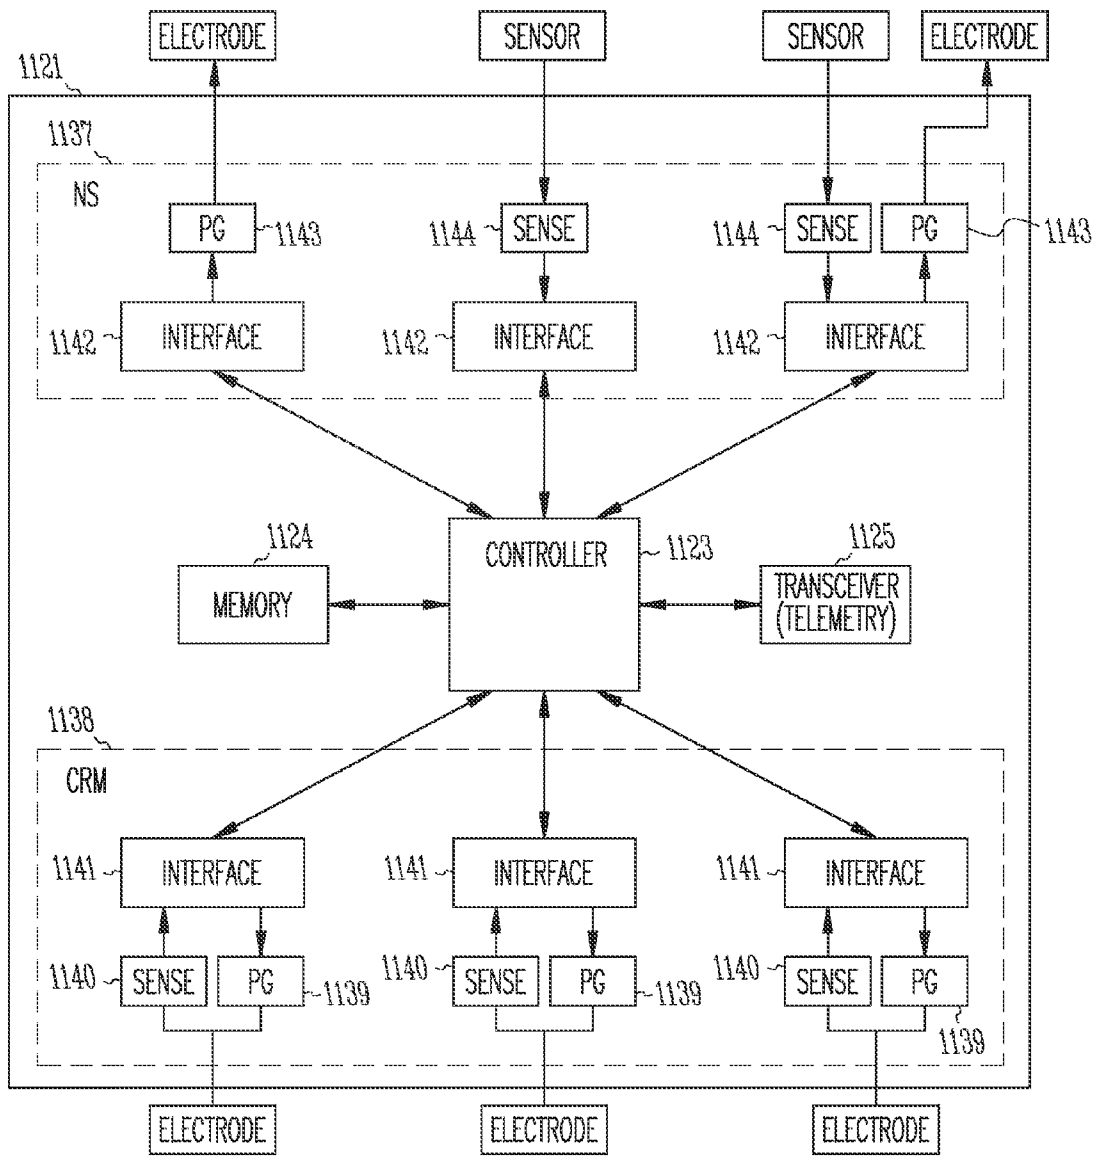 ELECTRODE
SENSOR
SENSOR
ELECTRODE
1121
1137
NS
PG
1143
1144
SENSE
1144
SENSE
PG
1143
1142
INTERFACE
1142
INTERFACE
1142
INTERFACE
1124
MEMORY
CONTROLLER
1123
1125
TRANSCEIVER
(TELEMETRY)
1138
CRM
1141
INTERFACE
1141
INTERFACE
1141
INTERFACE
1140
SENSE
PG
1139
1140
SENSE
PG
1139
1140
SENSE
PG
1139
ELECTRODE
ELECTRODE
ELECTRODE